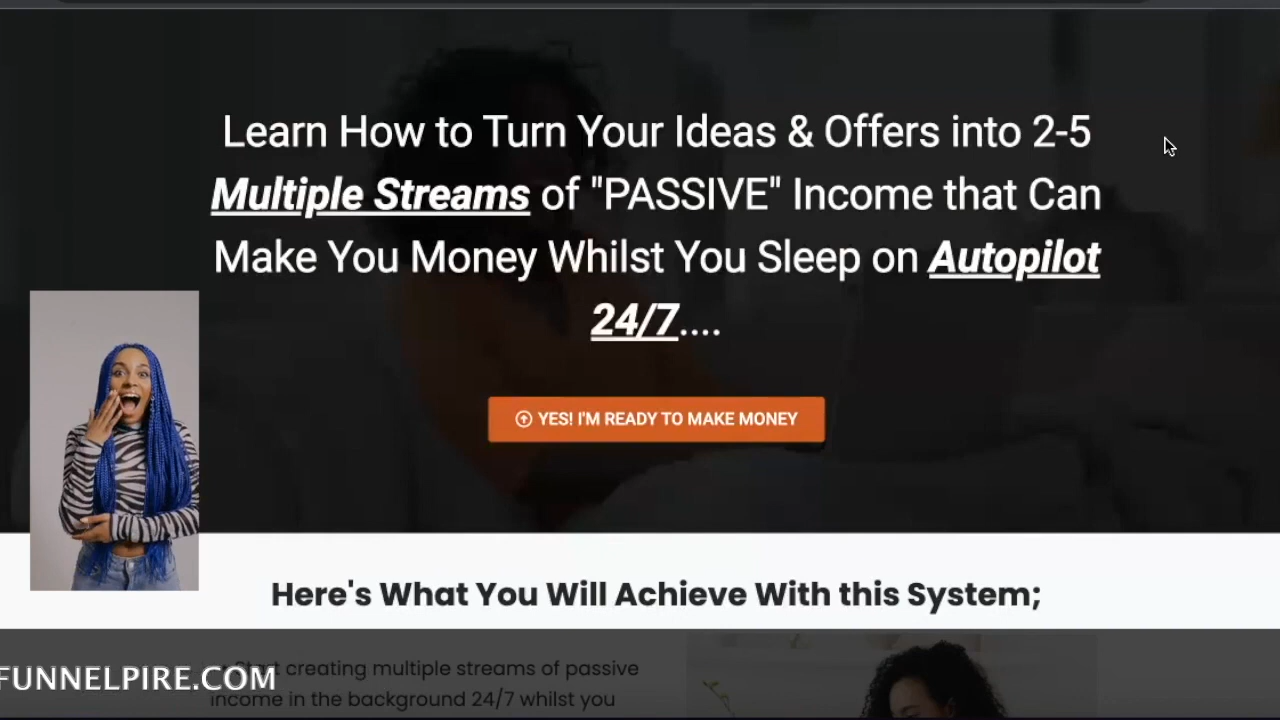 Learn How to Turn Your Ideas & Offers into 2-5
Multiple Streams of "PASSIVE" Income that Can
Make You Money Whilst You Sleep on Autopilot
24/7....
YES! I'M READY TO MAKE MONEY
Here's What You Will Achieve With this System;
Start creating multiple streams of passive
income in the background 24/7 whilst you
FUNNELPIRE.COM